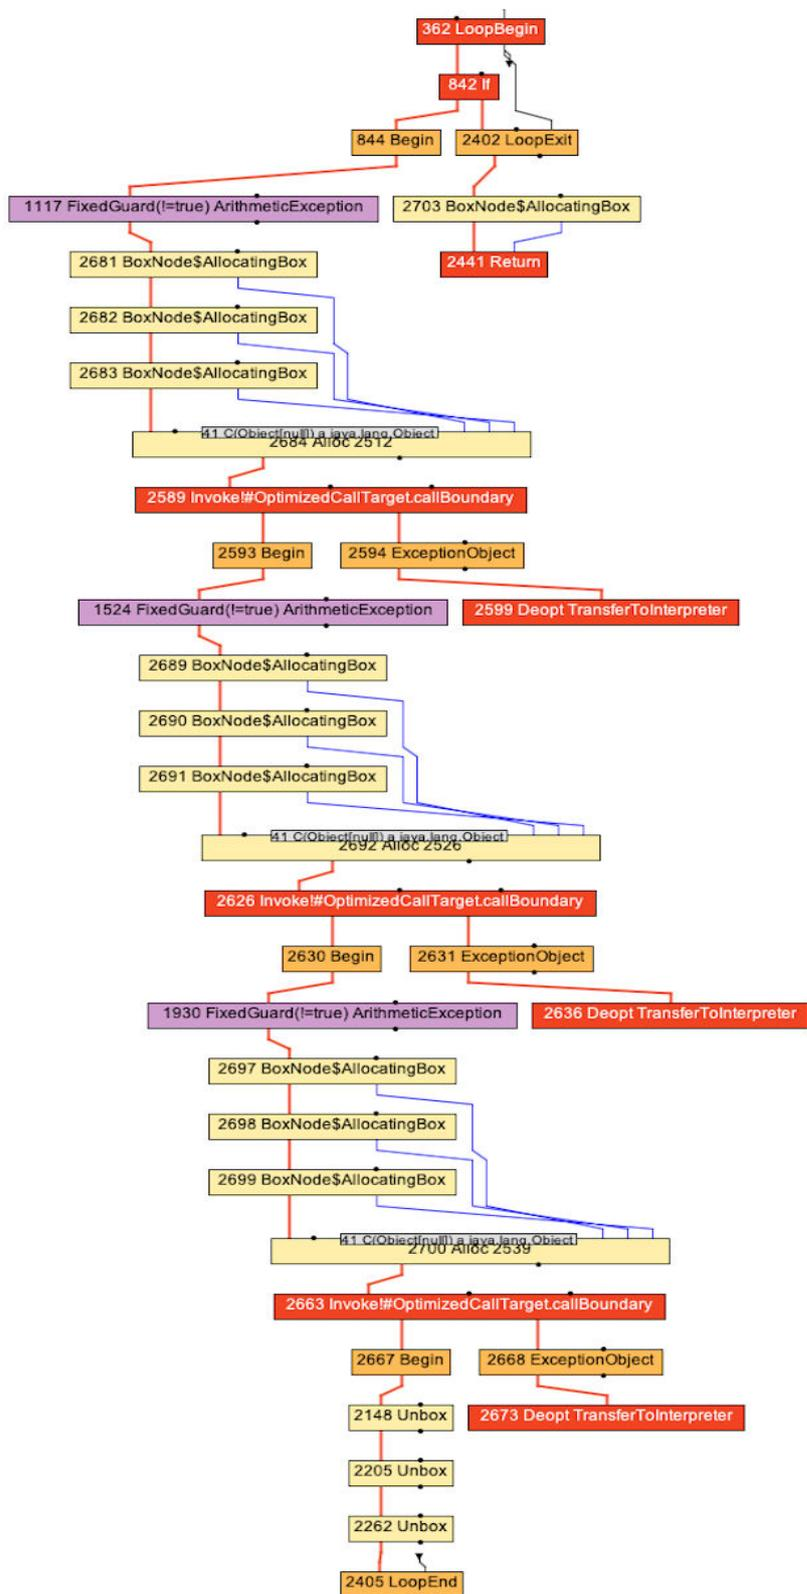 362 LoopBegin
842 If
844 Begin
2402 LoopExit
1117 FixedGuard(!=true) ArithmeticException
2703 BoxNode$AllocatingBox
2681 BoxNode$AllocatingBox
2441 Return
2682 BoxNode$AllocatingBox
2683 BoxNode$AllocatingBox
41 C(Object[null]) a java.lang.Object
2684 Alloc 2512
2589 Invoke!#OptimizedCallTarget.callBoundary
2593 Begin
2594 ExceptionObject
1524 FixedGuard(!=true) ArithmeticException
2599 Deopt TransferToInterpreter
2689 BoxNode$AllocatingBox
2690 BoxNode$AllocatingBox
2691 BoxNode$AllocatingBox
41 C(Object[null]) a java.lang.Object
2692 Alloc 2526
2626 Invoke!#OptimizedCallTarget.callBoundary
2630 Begin
2631 ExceptionObject
1930 FixedGuard(!=true) ArithmeticException
2636 Deopt TransferToInterpreter
2697 BoxNode$AllocatingBox
2698 BoxNode$AllocatingBox
2699 BoxNode$AllocatingBox
41 C(Object[null]) a java.lang.Object
2700 Alloc 2539
2663 Invoke!#OptimizedCallTarget.callBoundary
2667 Begin
2668 ExceptionObject
2148 Unbox
2673 Deopt TransferToInterpreter
2205 Unbox
2262 Unbox
2405 LoopEnd